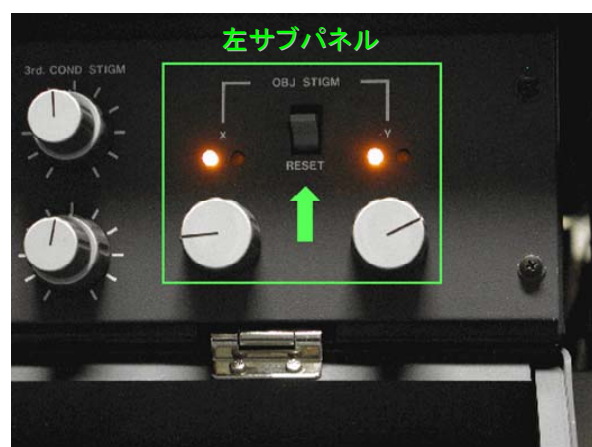 左サブパネル
3rd. COND STIGM
OBJ STIGM
X
Y
RESET